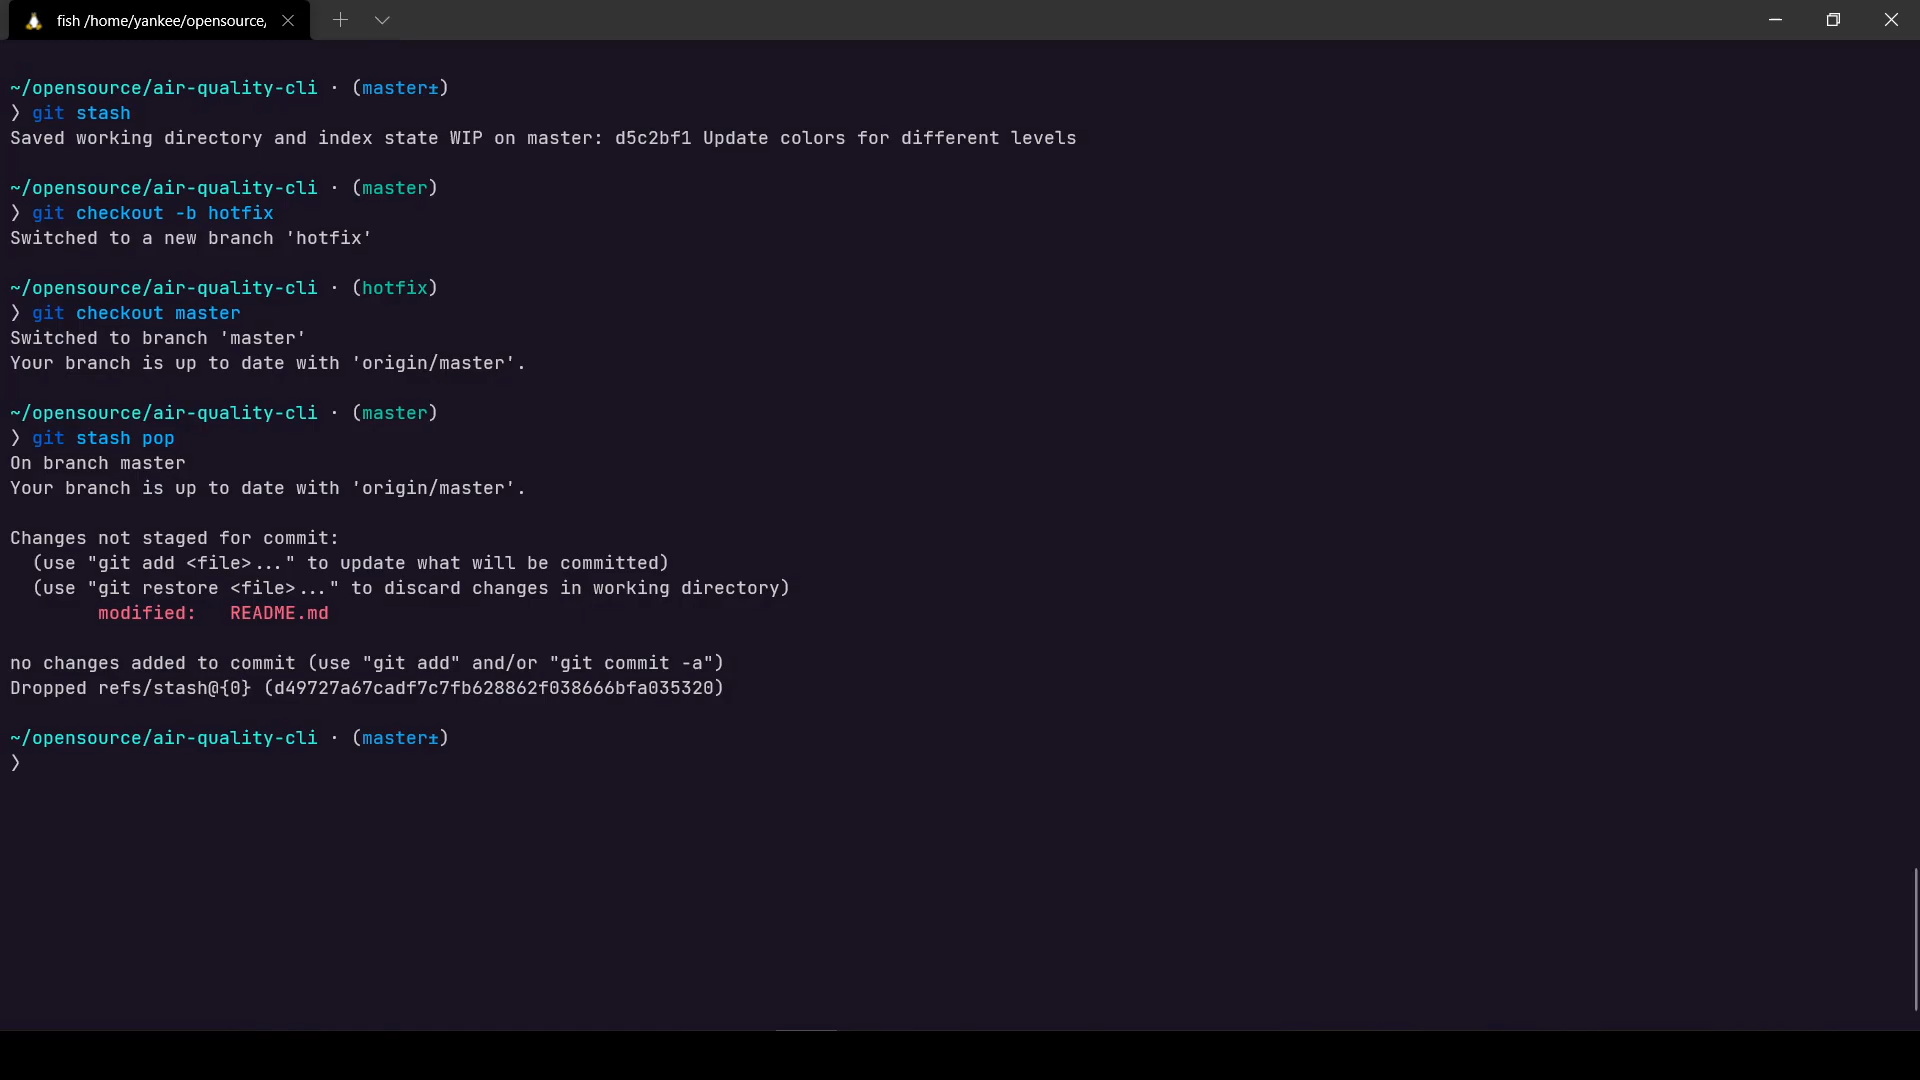 fish /home/yankee/opensource,
~/opensource/air-quality-cli · (master±)
❯ git stash
Saved working directory and index state WIP on master: d5c2bf1 Update colors for different levels
~/opensource/air-quality-cli · (master)
❯ git checkout -b hotfix
Switched to a new branch 'hotfix'
~/opensource/air-quality-cli · (hotfix)
❯ git checkout master
Switched to branch 'master'
Your branch is up to date with 'origin/master'.
~/opensource/air-quality-cli · (master)
❯ git stash pop
On branch master
Your branch is up to date with 'origin/master'.
Changes not staged for commit:
  (use "git add <file>..." to update what will be committed)
  (use "git restore <file>..." to discard changes in working directory)
        modified:   README.md
no changes added to commit (use "git add" and/or "git commit -a")
Dropped refs/stash@{0} (d49727a67cadf7c7fb628862f038666bfa035320)
~/opensource/air-quality-cli · (master±)
❯